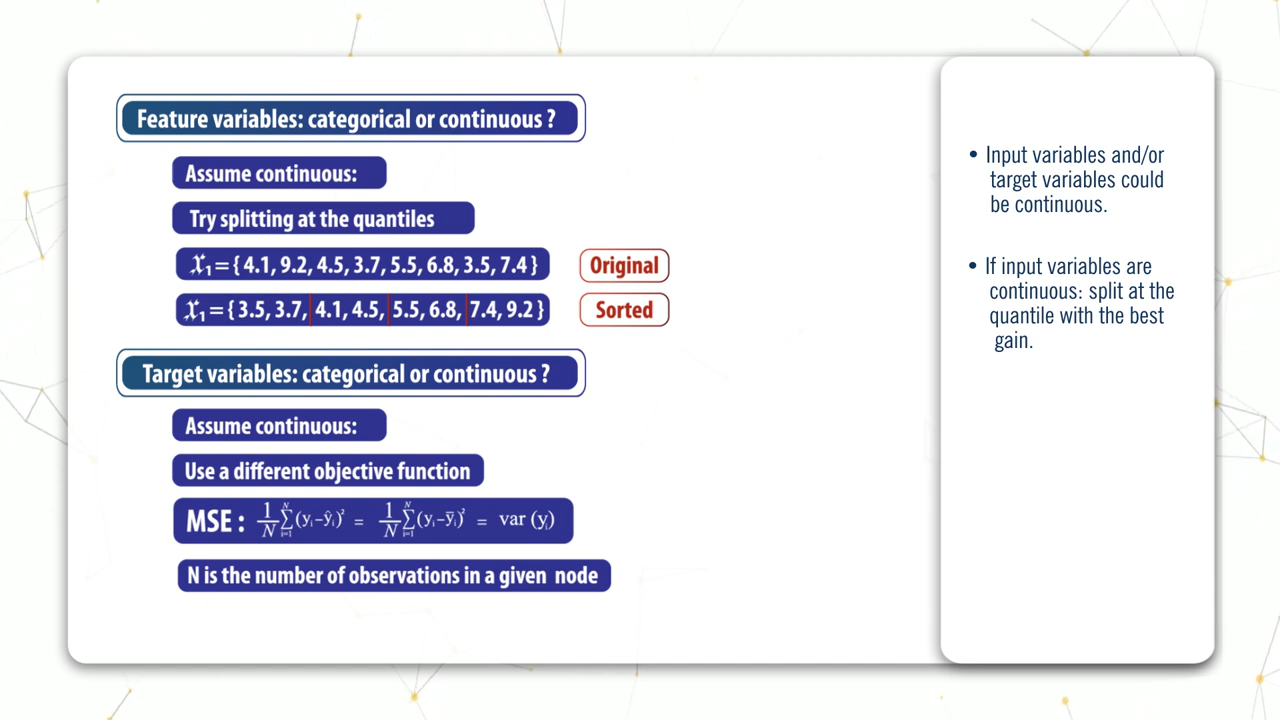 Feature variables: categorical or continuous ?
Assume continuous:
Try splitting at the quantiles
𝔵₁ = { 4.1, 9.2, 4.5, 3.7, 5.5, 6.8, 3.5, 7.4 }
Original
𝔵₁ = { 3.5, 3.7, 4.1, 4.5, 5.5, 6.8, 7.4, 9.2 }
Sorted
Target variables: categorical or continuous ?
Assume continuous:
Use a different objective function
MSE : 1/N ∑ᵢ₌₁ᴺ (yᵢ–ŷᵢ)² = 1/N ∑ᵢ₌₁ᴺ (yᵢ–ȳᵢ)² = var (yᵢ)
N is the number of observations in a given node
• Input variables and/or
target variables could
be continuous.
• If input variables are
continuous: split at the
quantile with the best
gain.